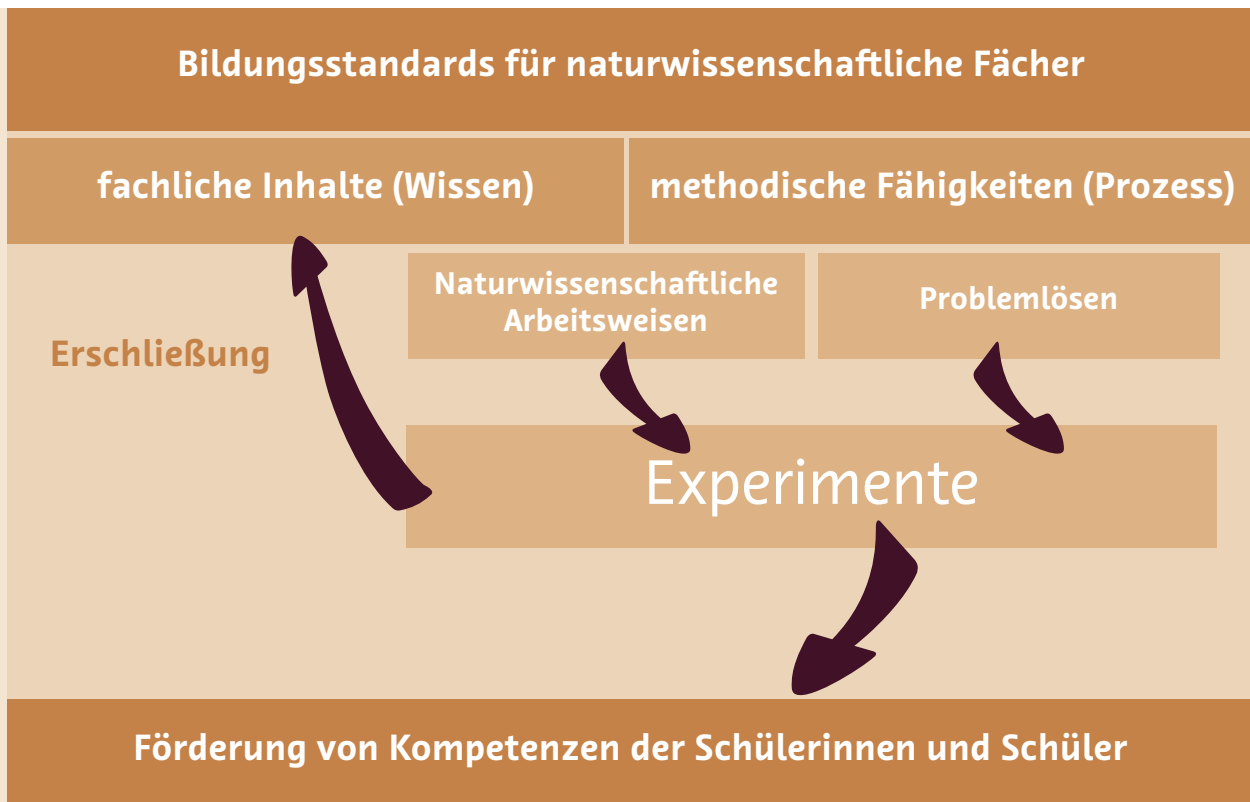 Bildungsstandards für naturwissenschaftliche Fächer
fachliche Inhalte (Wissen)
methodische Fähigkeiten (Prozess)
Naturwissenschaftliche
Arbeitsweisen
Problemlösen
Erschließung
Experimente
Förderung von Kompetenzen der Schülerinnen und Schüler